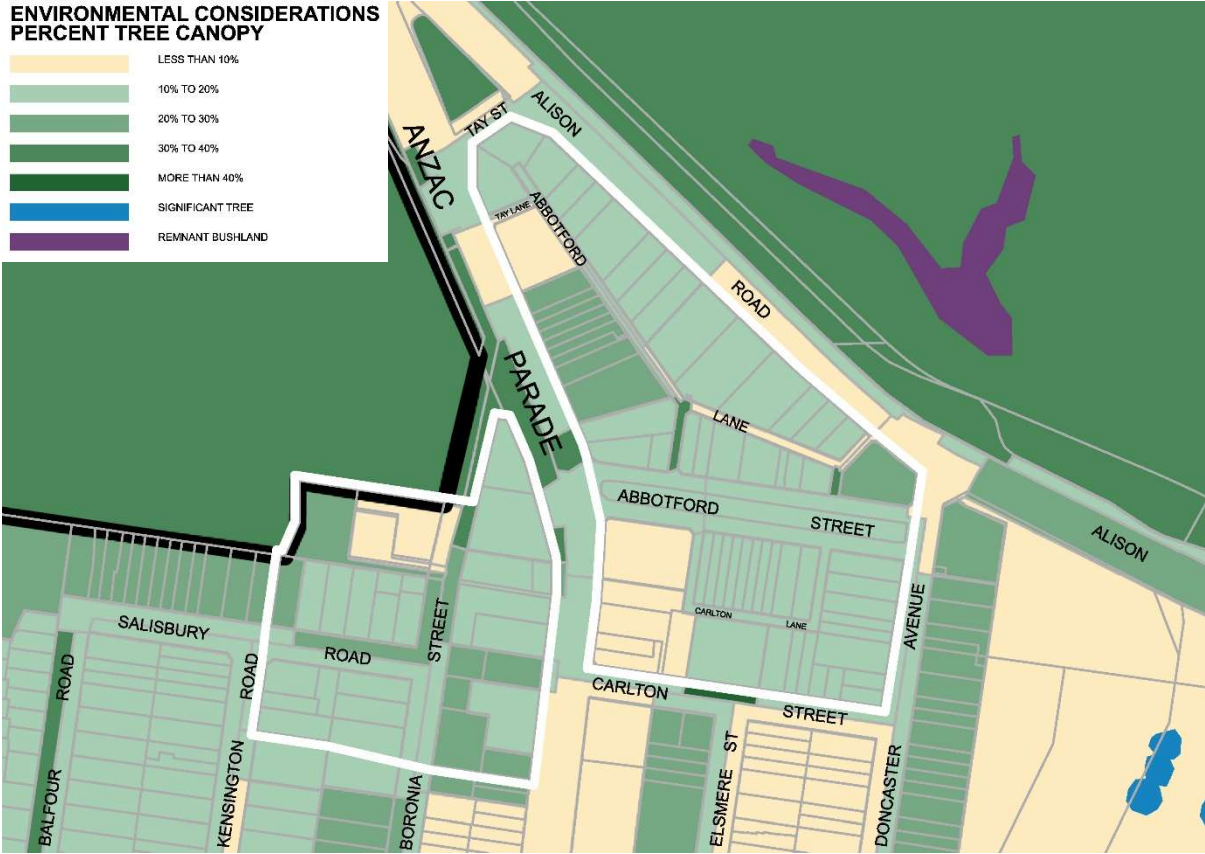 ENVIRONMENTAL CONSIDERATIONS
PERCENT TREE CANOPY
LESS THAN 10%
10% TO 20%
20% TO 30%
30% TO 40%
MORE THAN 40%
SIGNIFICANT TREE
REMNANT BUSHLAND
TAY ST
ALISON
ANZAC
TAY LANE
ABBOTFORD
ROAD
PARADE
LANE
ABBOTFORD
STREET
ALISON
SALISBURY
ROAD
STREET
CARLTON
LANE
AVENUE
ROAD
ROAD
CARLTON
STREET
BALFOUR
KENSINGTON
BORONIA
ELSMERE ST
DONCASTER